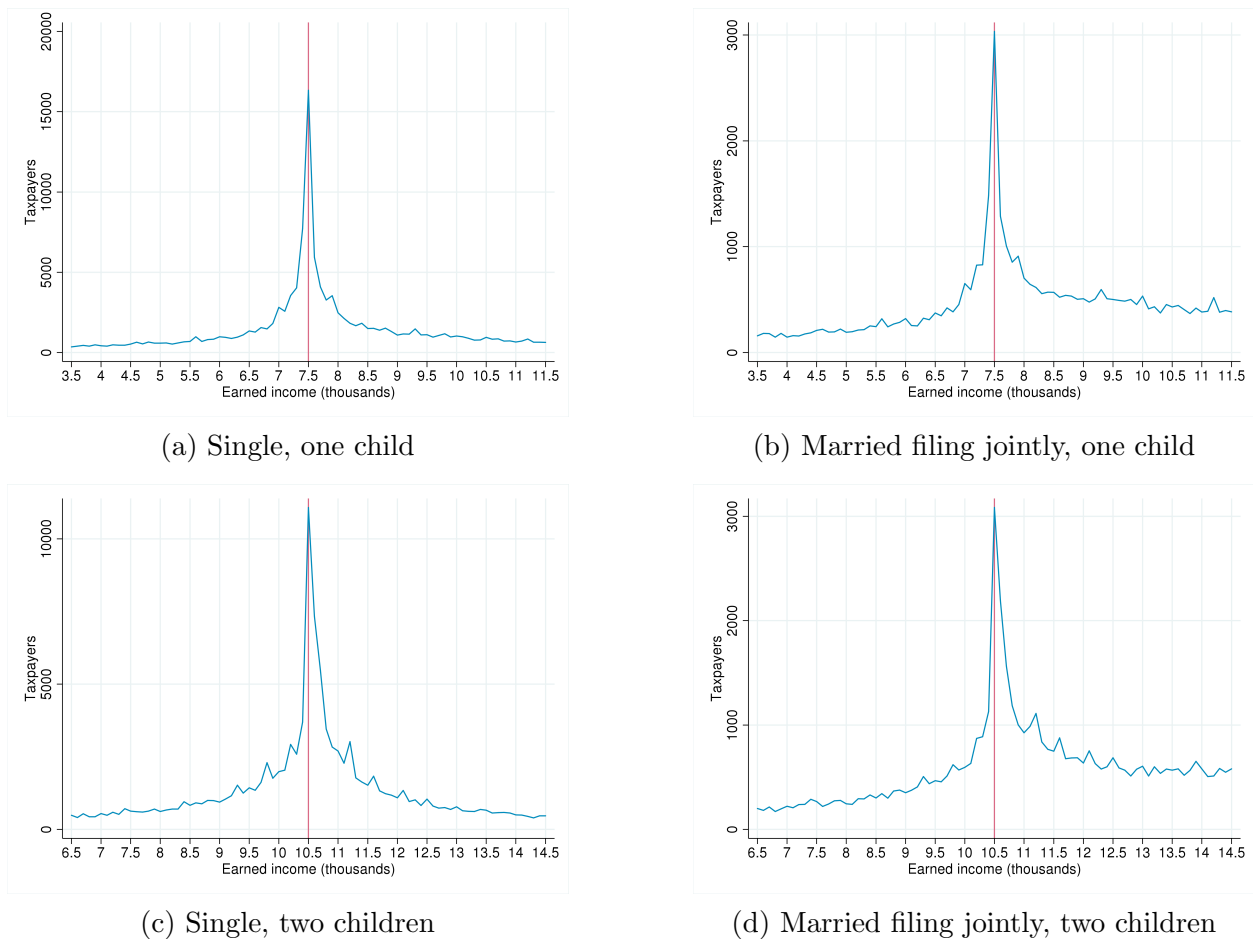 20000
15000
10000
5000
0
Taxpayers
3.5 4 4.5 5 5.5 6 6.5 7 7.5 8 8.5 9 9.5 10 10.5 11 11.5
Earned income (thousands)
(a) Single, one child
3000
2000
1000
0
Taxpayers
3.5 4 4.5 5 5.5 6 6.5 7 7.5 8 8.5 9 9.5 10 10.5 11 11.5
Earned income (thousands)
(b) Married filing jointly, one child
10000
5000
0
Taxpayers
6.5 7 7.5 8 8.5 9 9.5 10 10.5 11 11.5 12 12.5 13 13.5 14 14.5
Earned income (thousands)
(c) Single, two children
3000
2000
1000
0
Taxpayers
6.5 7 7.5 8 8.5 9 9.5 10 10.5 11 11.5 12 12.5 13 13.5 14 14.5
Earned income (thousands)
(d) Married filing jointly, two children